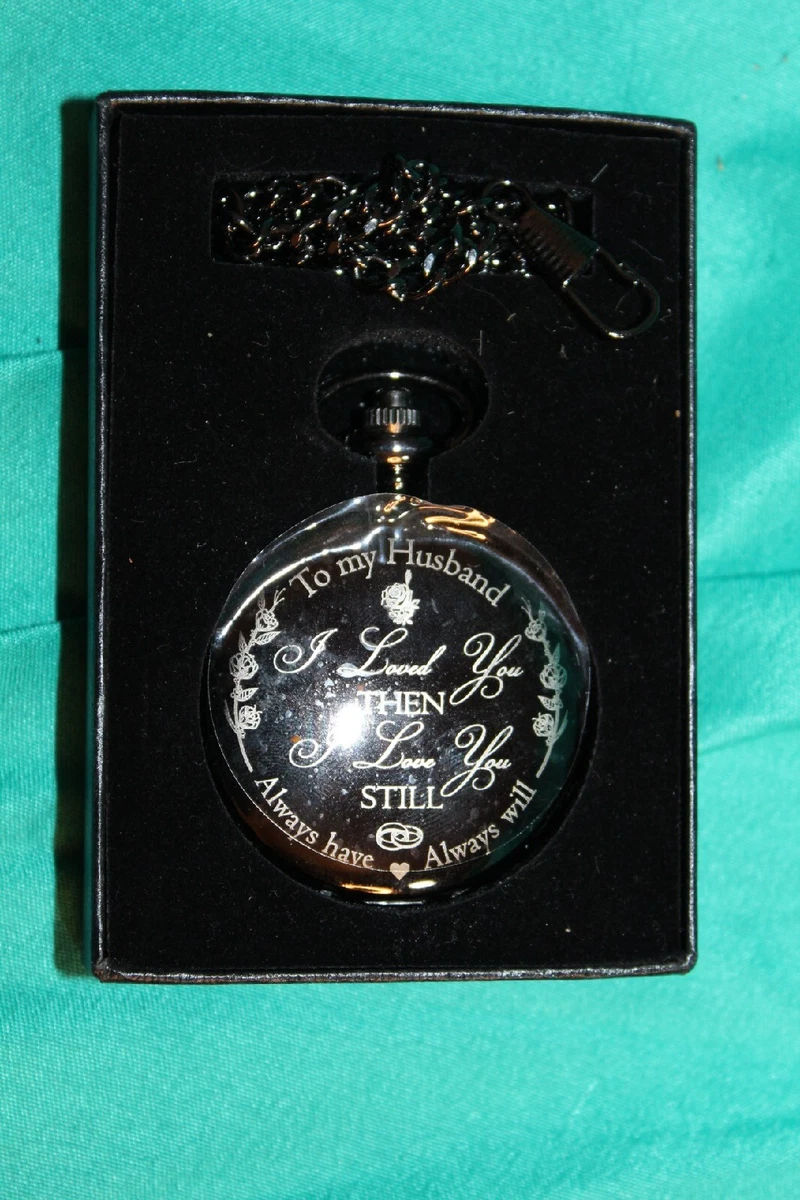 To my Husband
I Loved You
THEN
I Love You
STILL
Always have Always will